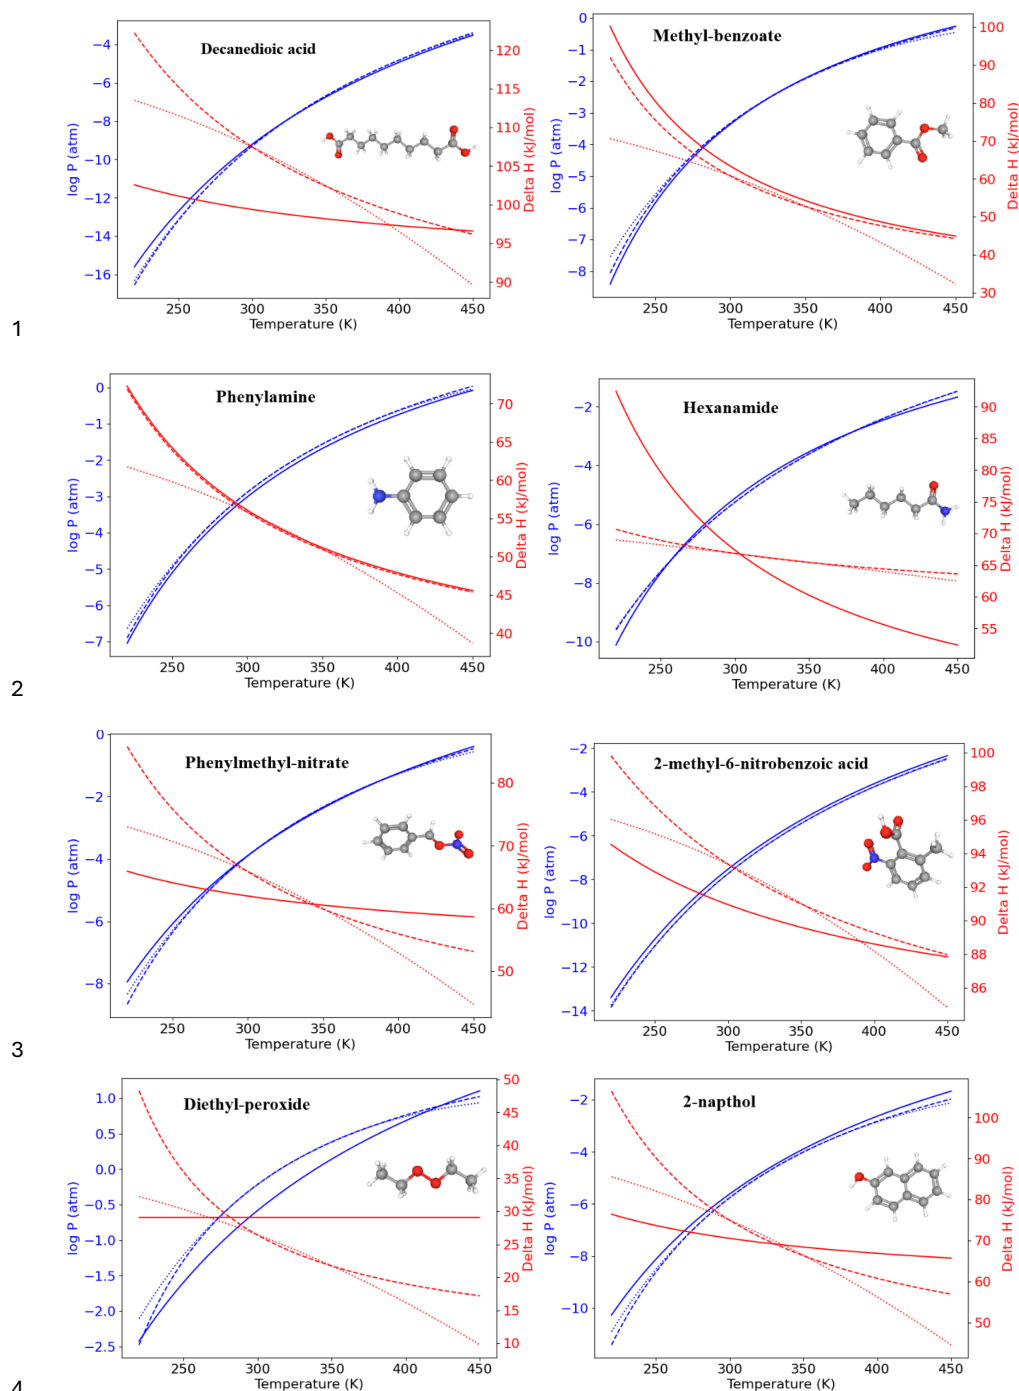 Decanedioic acid
−4
−6
−8
−10
−12
−14
−16
log P (atm)
120
115
110
105
100
95
90
Delta H (kJ/mol)
250 300 350 400 450
Temperature (K)
Methyl-benzoate
0
−1
−2
−3
−4
−5
−6
−7
−8
log P (atm)
100
90
80
70
60
50
40
30
Delta H (kJ/mol)
250 300 350 400 450
Temperature (K)
1
Phenylamine
0
−1
−2
−3
−4
−5
−6
−7
log P (atm)
70
65
60
55
50
45
40
Delta H (kJ/mol)
250 300 350 400 450
Temperature (K)
Hexanamide
−2
−4
−6
−8
−10
log P (atm)
90
85
80
75
70
65
60
55
Delta H (kJ/mol)
250 300 350 400 450
Temperature (K)
2
Phenylmethyl-nitrate
0
−2
−4
−6
−8
log P (atm)
80
70
60
50
Delta H (kJ/mol)
250 300 350 400 450
Temperature (K)
2-methyl-6-nitrobenzoic acid
−2
−4
−6
−8
−10
−12
−14
log P (atm)
100
98
96
94
92
90
88
86
Delta H (kJ/mol)
250 300 350 400 450
Temperature (K)
3
Diethyl-peroxide
1.0
0.5
0.0
−0.5
−1.0
−1.5
−2.0
−2.5
log P (atm)
50
45
40
35
30
25
20
15
10
Delta H (kJ/mol)
250 300 350 400 450
Temperature (K)
2-napthol
−2
−4
−6
−8
−10
log P (atm)
100
90
80
70
60
50
Delta H (kJ/mol)
250 300 350 400 450
Temperature (K)
4